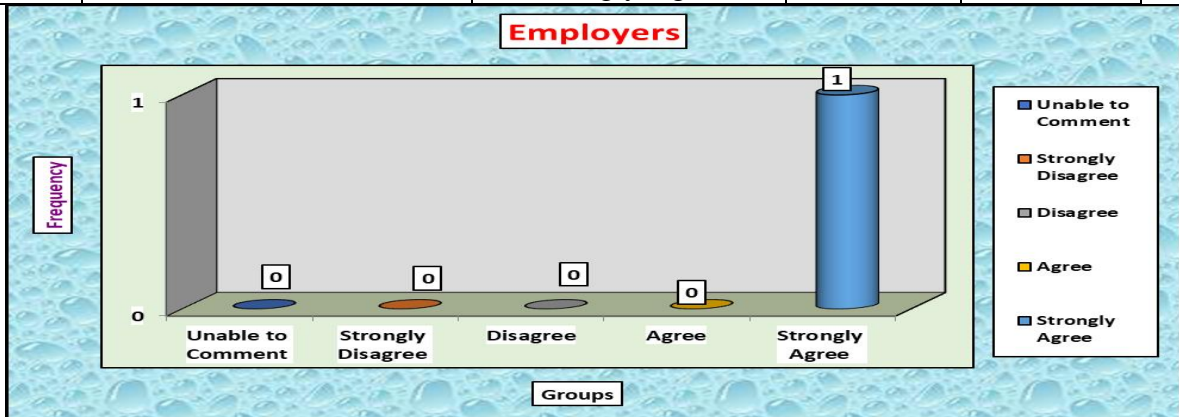 Employers
1
1
Frequency
0
0
0
0
0
Unable to
Comment
Strongly
Disagree
Disagree
Agree
Strongly
Agree
Groups
Unable to
Comment
Strongly
Disagree
Disagree
Agree
Strongly
Agree